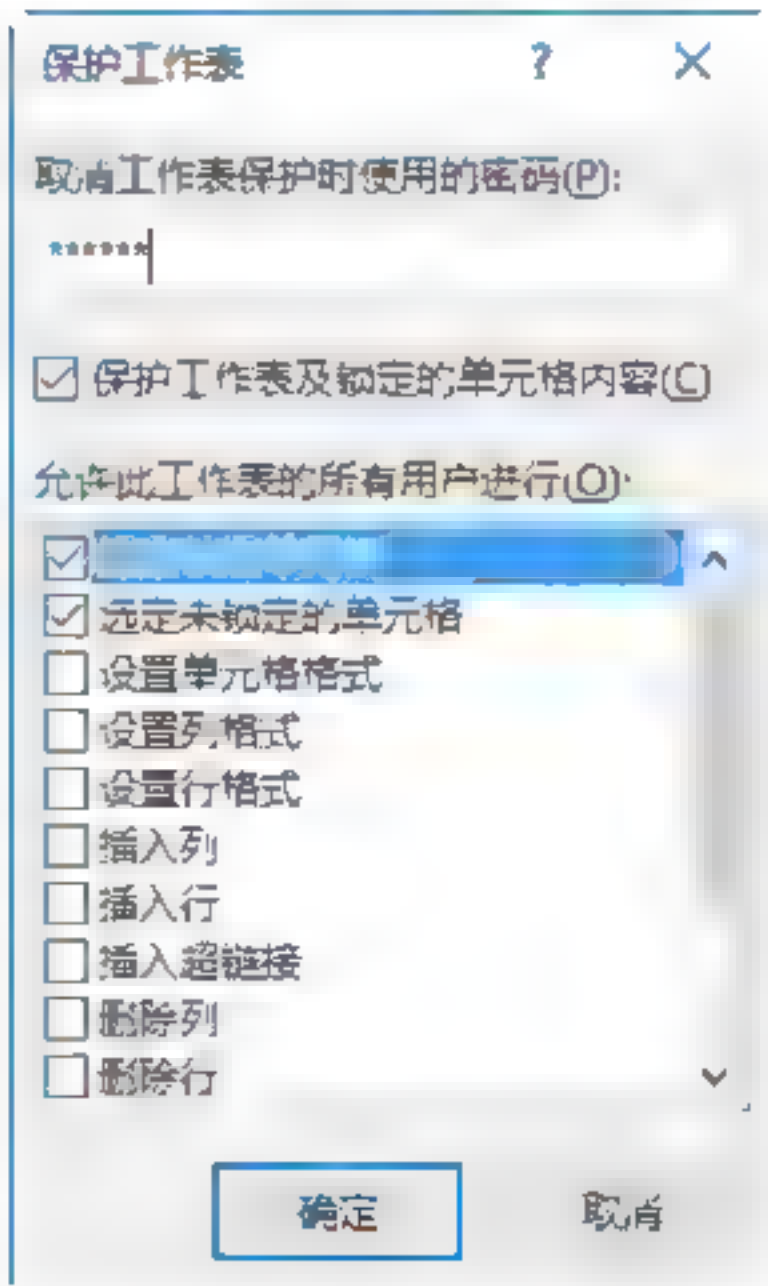 保护工作表 ? ×
取消工作表保护时使用的密码(P):
******
保护工作表及锁定的单元格内容(C)
允许此工作表的所有用户进行(O):
选定未锁定的单元格
设置单元格格式
设置列格式
设置行格式
插入列
插入行
插入超链接
删除列
删除行
确定 取消